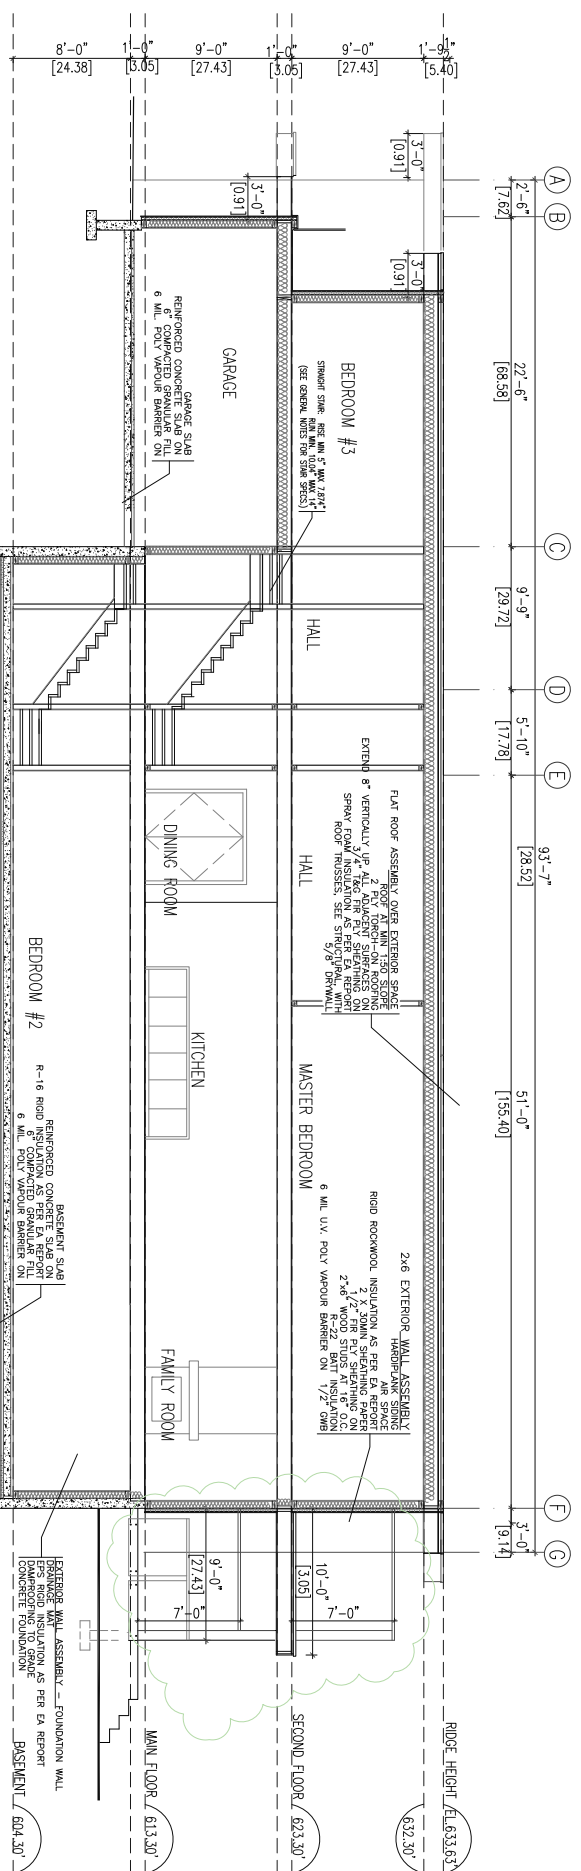 A
B
C
D
E
F
G
2'-6"
[7.62]
22'-6"
[68.58]
9'-9"
[29.72]
5'-10"
[17.78]
51'-0"
[155.40]
3'-0"
[9.14]
93'-7"
[28.52]
1'-9½"
[5.40]
9'-0"
[27.43]
1'-0"
[3.05]
9'-0"
[27.43]
1'-0"
[3.05]
8'-0"
[24.38]
3'-0"
[0.91]
3'-0"
[0.91]
3'-0"
[0.91]
RIDGE HEIGHT EL.633.63'
632.30'
SECOND FLOOR
623.30'
MAIN FLOOR
613.30'
BASEMENT
604.30'
BEDROOM #3
STRAIGHT STAIR: RISE MIN 5" MAX 7.874"
RUN MIN. 10.04" MAX 14"
(SEE GENERAL NOTES FOR STAIR SPECS.)
HALL
FLAT ROOF ASSEMBLY OVER EXTERIOR SPACE
ROOF AT MIN 1:50 SLOPE
2 PLY TORCH-ON ROOFING
EXTEND 8" VERTICALLY UP ALL ADJACENT SURFACES ON
3/4" T&G FIR PLY SHEATHING ON
SPRAY FOAM INSULATION AS PER EA REPORT
ROOF TRUSSES, SEE STRUCTURAL, WITH
5/8" DRYWALL
HALL
MASTER BEDROOM
2x6 EXTERIOR WALL ASSEMBLY
HARDIPLANK SIDING
AIR SPACE
RIGID ROCKWOOL INSULATION AS PER EA REPORT
2 X 30MIN SHEATHING PAPER
1/2" FIR PLY SHEATHING ON
2"x6" WOOD STUDS AT 16" O.C.
R-22 BATT INSULATION
6 MIL U.V. POLY VAPOUR BARRIER ON 1/2" GWB
GARAGE
GARAGE SLAB
REINFORCED CONCRETE SLAB ON
6" COMPACTED GRANULAR FILL
6 MIL. POLY VAPOUR BARRIER ON
DINING ROOM
KITCHEN
FAMILY ROOM
10'-0"
[3.05]
9'-0"
[27.43]
7'-0"
7'-0"
BEDROOM #2
BASEMENT SLAB
REINFORCED CONCRETE SLAB ON
R-16 RIGID INSULATION AS PER EA REPORT
6" COMPACTED GRANULAR FILL
6 MIL. POLY VAPOUR BARRIER ON
EXTERIOR WALL ASSEMBLY - FOUNDATION WALL
DRAINAGE MAT
EPS RIGID INSULATION AS PER EA REPORT
DAMPROOFING TO GRADE
CONCRETE FOUNDATION